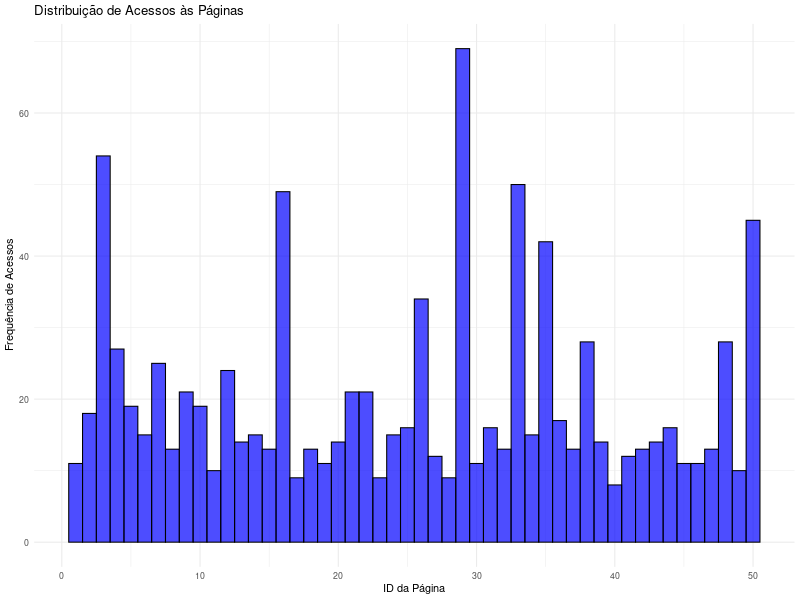 Distribuição de Acessos às Páginas
Frequência de Acessos
60
40
20
0
0 10 20 30 40 50
ID da Página